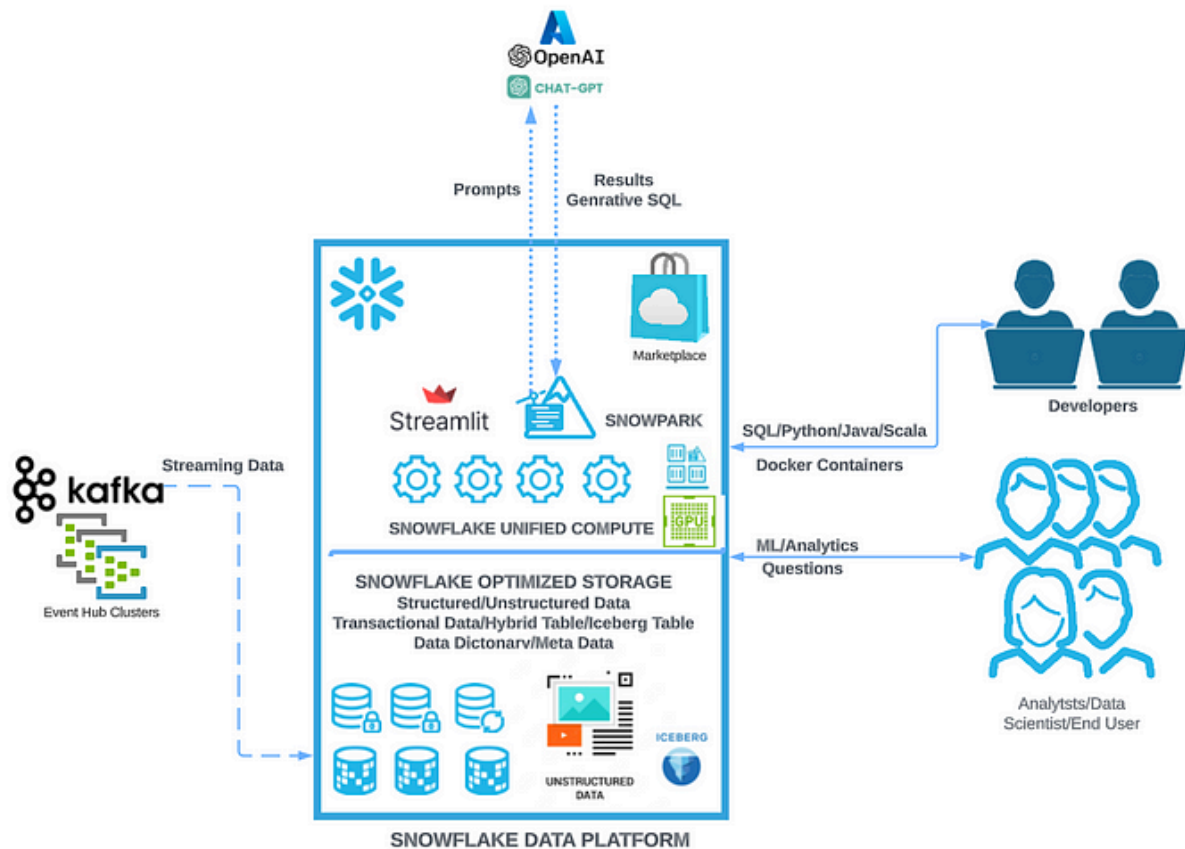 OpenAI
CHAT-GPT
Prompts
Results
Genrative SQL
Marketplace
Streamlit
SNOWPARK
SQL/Python/Java/Scala
Docker Containers
Developers
Streaming Data
kafka
Event Hub Clusters
SNOWFLAKE UNIFIED COMPUTE
GPU
ML/Analytics
Questions
SNOWFLAKE OPTIMIZED STORAGE
Structured/Unstructured Data
Transactional Data/Hybrid Table/Iceberg Table
Data Dictonary/Meta Data
UNSTRUCTURED
DATA
ICEBERG
Analytsts/Data
Scientist/End User
SNOWFLAKE DATA PLATFORM